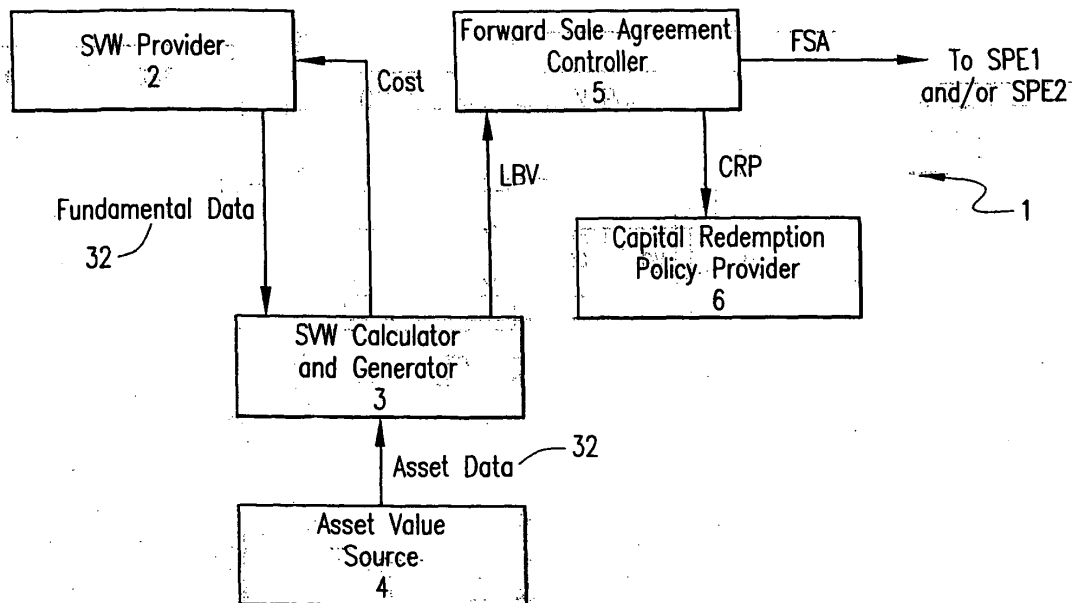 SVW Provider
2
Cost
Forward Sale Agreement
Controller
5
FSA
To SPE1
and/or SPE2
LBV
CRP
1
Fundamental Data
32
Capital Redemption
Policy Provider
6
SVW Calculator
and Generator
3
Asset Data
32
Asset Value
Source
4